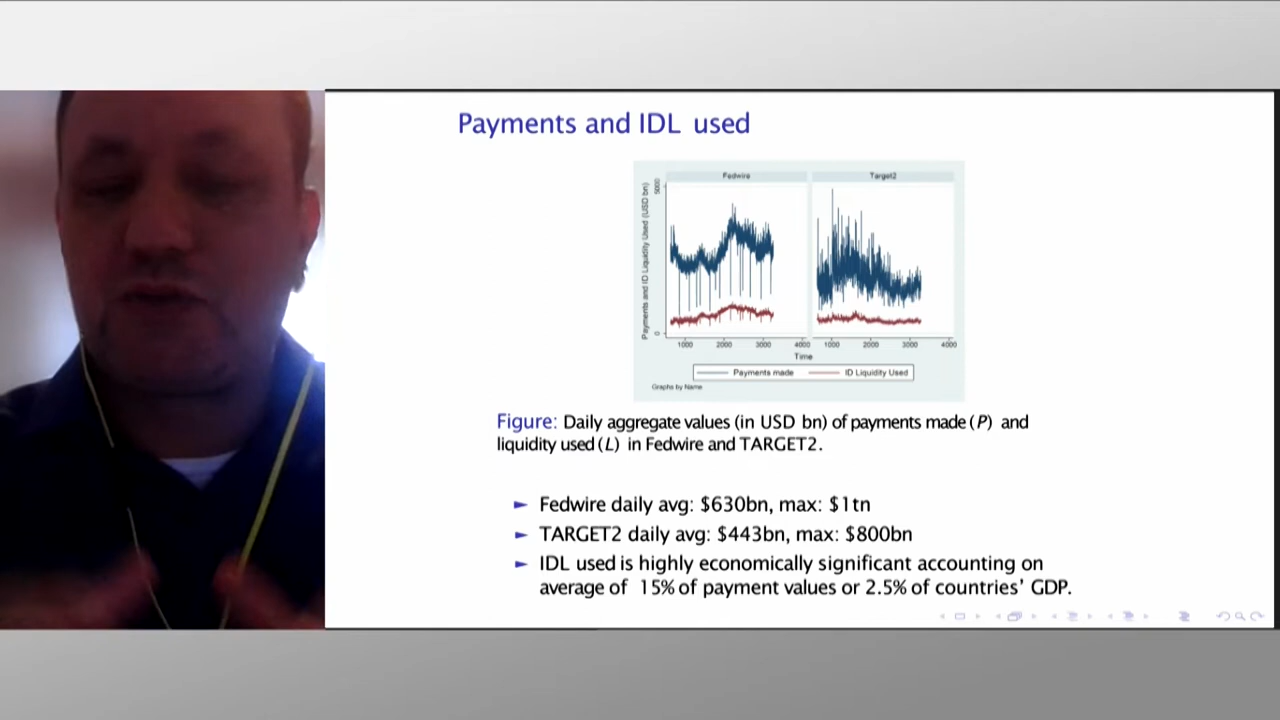 Payments and IDL used
Fedwire
Target2
Payments and ID Liquidity Used (USD bn)
5000
0
1000 2000 3000 4000 1000 2000 3000 4000
Time
Payments made ID Liquidity Used
Graphs by Name
Figure: Daily aggregate values (in USD bn) of payments made (P) and
liquidity used (L) in Fedwire and TARGET2.
► Fedwire daily avg: $630bn, max: $1tn
► TARGET2 daily avg: $443bn, max: $800bn
► IDL used is highly economically significant accounting on
average of 15% of payment values or 2.5% of countries' GDP.